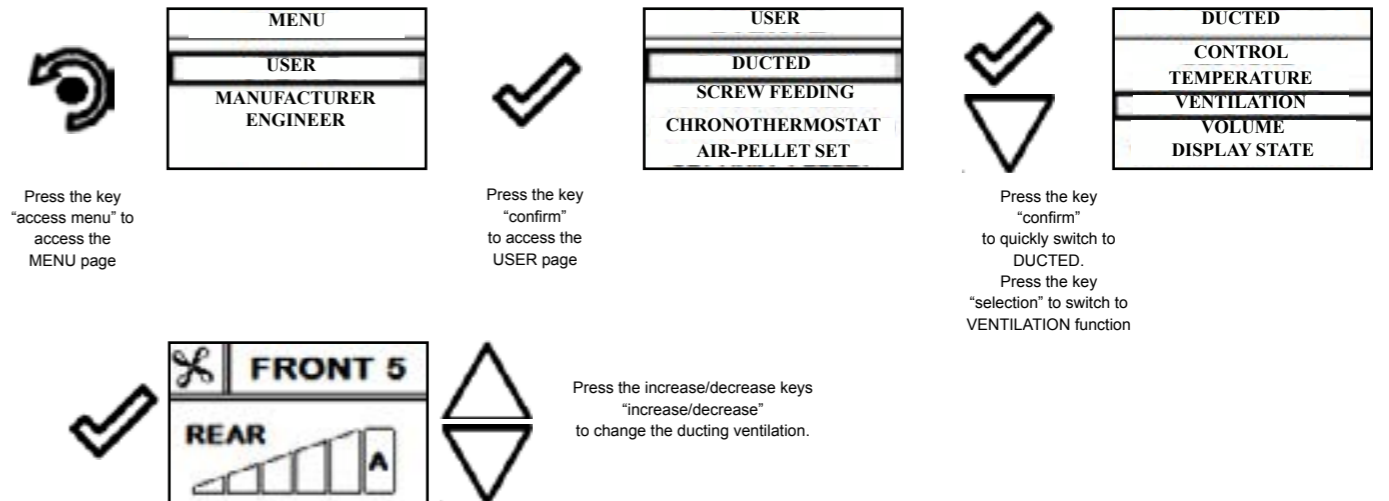 MENU
USER
MANUFACTURER
ENGINEER
USER
DUCTED
SCREW FEEDING
CHRONOTHERMOSTAT
AIR-PELLET SET
DUCTED
CONTROL
TEMPERATURE
VENTILATION
VOLUME
DISPLAY STATE
Press the key
“access menu” to
access the
MENU page
Press the key
“confirm”
to access the
USER page
Press the key
“confirm”
to quickly switch to
DUCTED.
Press the key
“selection” to switch to
VENTILATION function
FRONT 5
REAR
A
Press the increase/decrease keys
“increase/decrease”
to change the ducting ventilation.